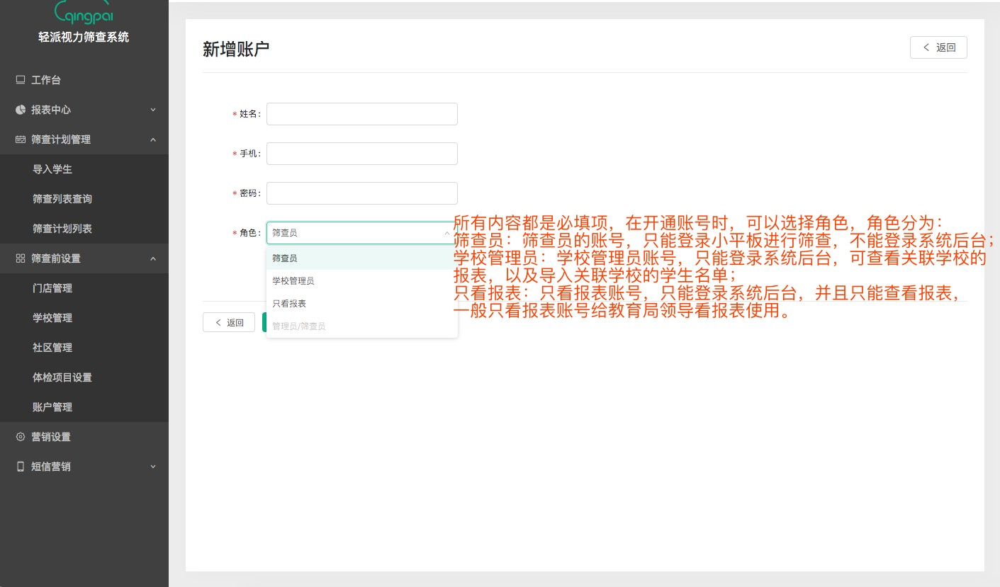 qingpai
轻派视力筛查系统
工作台
报表中心
筛查计划管理
导入学生
筛查列表查询
筛查计划列表
筛查前设置
门店管理
学校管理
社区管理
体检项目设置
账户管理
营销设置
短信营销
新增账户
返回
* 姓名:
* 手机:
* 密码:
* 角色: 筛查员
筛查员
学校管理员
只看报表
管理员/筛查员
返回
所有内容都是必填项，在开通账号时，可以选择角色，角色分为：
筛查员：筛查员的账号，只能登录小平板进行筛查，不能登录系统后台；
学校管理员：学校管理员账号，只能登录系统后台，可查看关联学校的
报表，以及导入关联学校的学生名单；
只看报表：只看报表账号，只能登录系统后台，并且只能查看报表，
一般只看报表账号给教育局领导看报表使用。